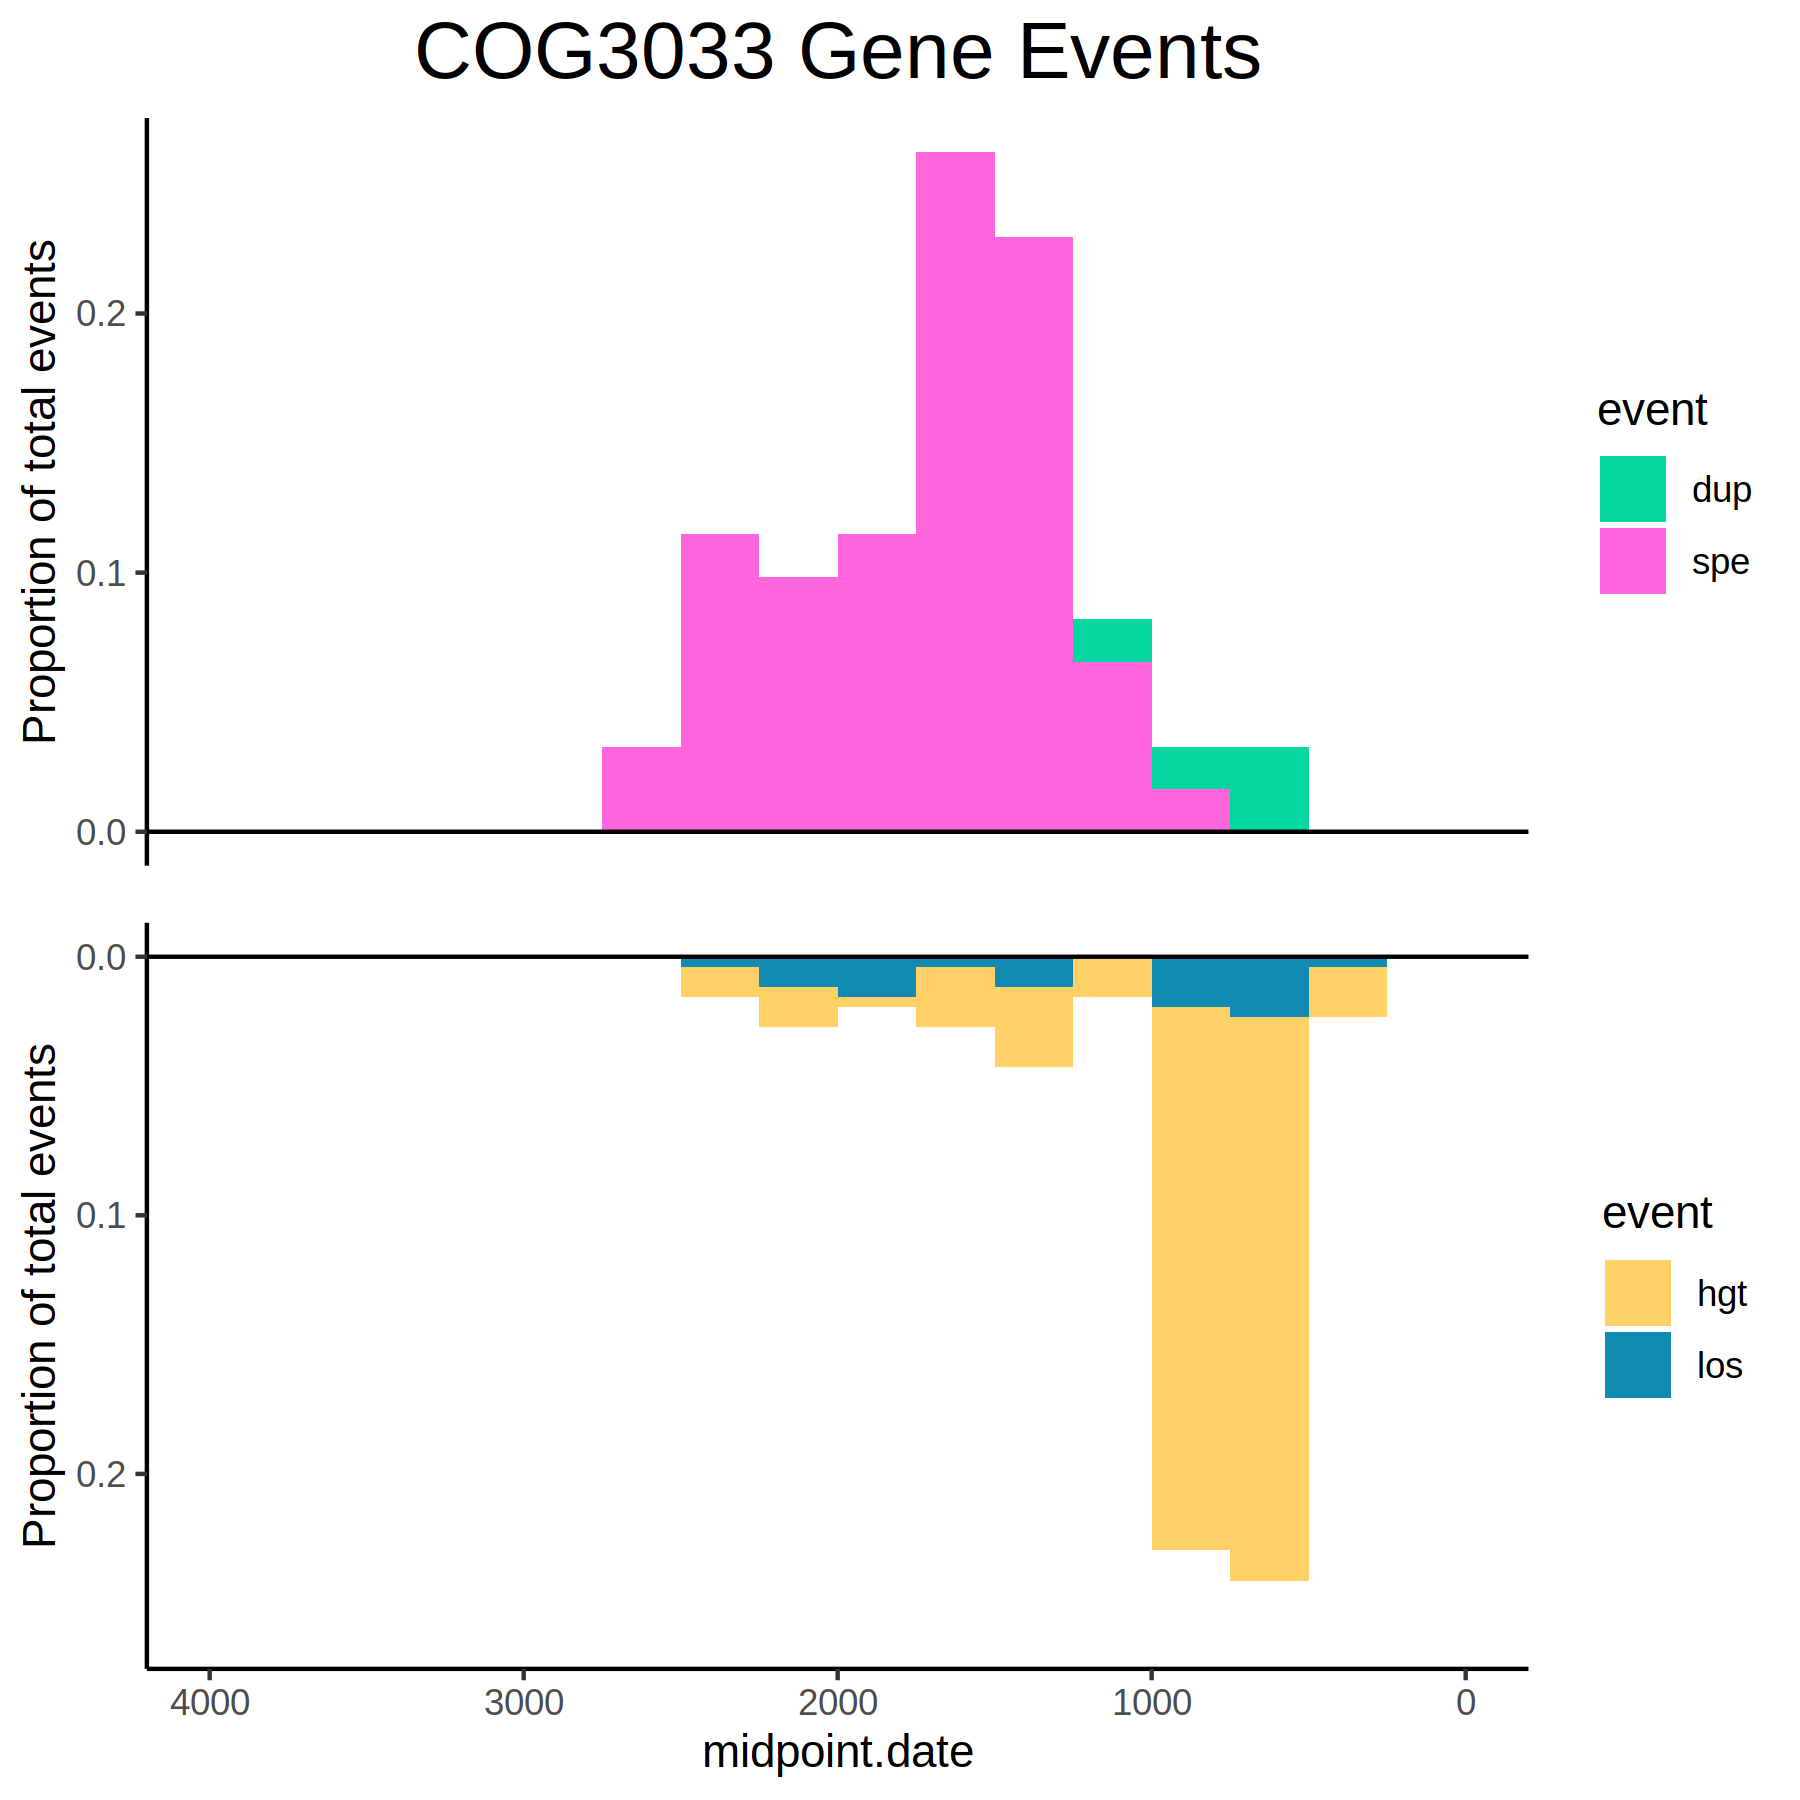 COG3033 Gene Events
Proportion of total events
0.2
0.1
0.0
event
dup
spe
Proportion of total events
0.0
0.1
0.2
event
hgt
los
4000 3000 2000 1000 0
midpoint.date